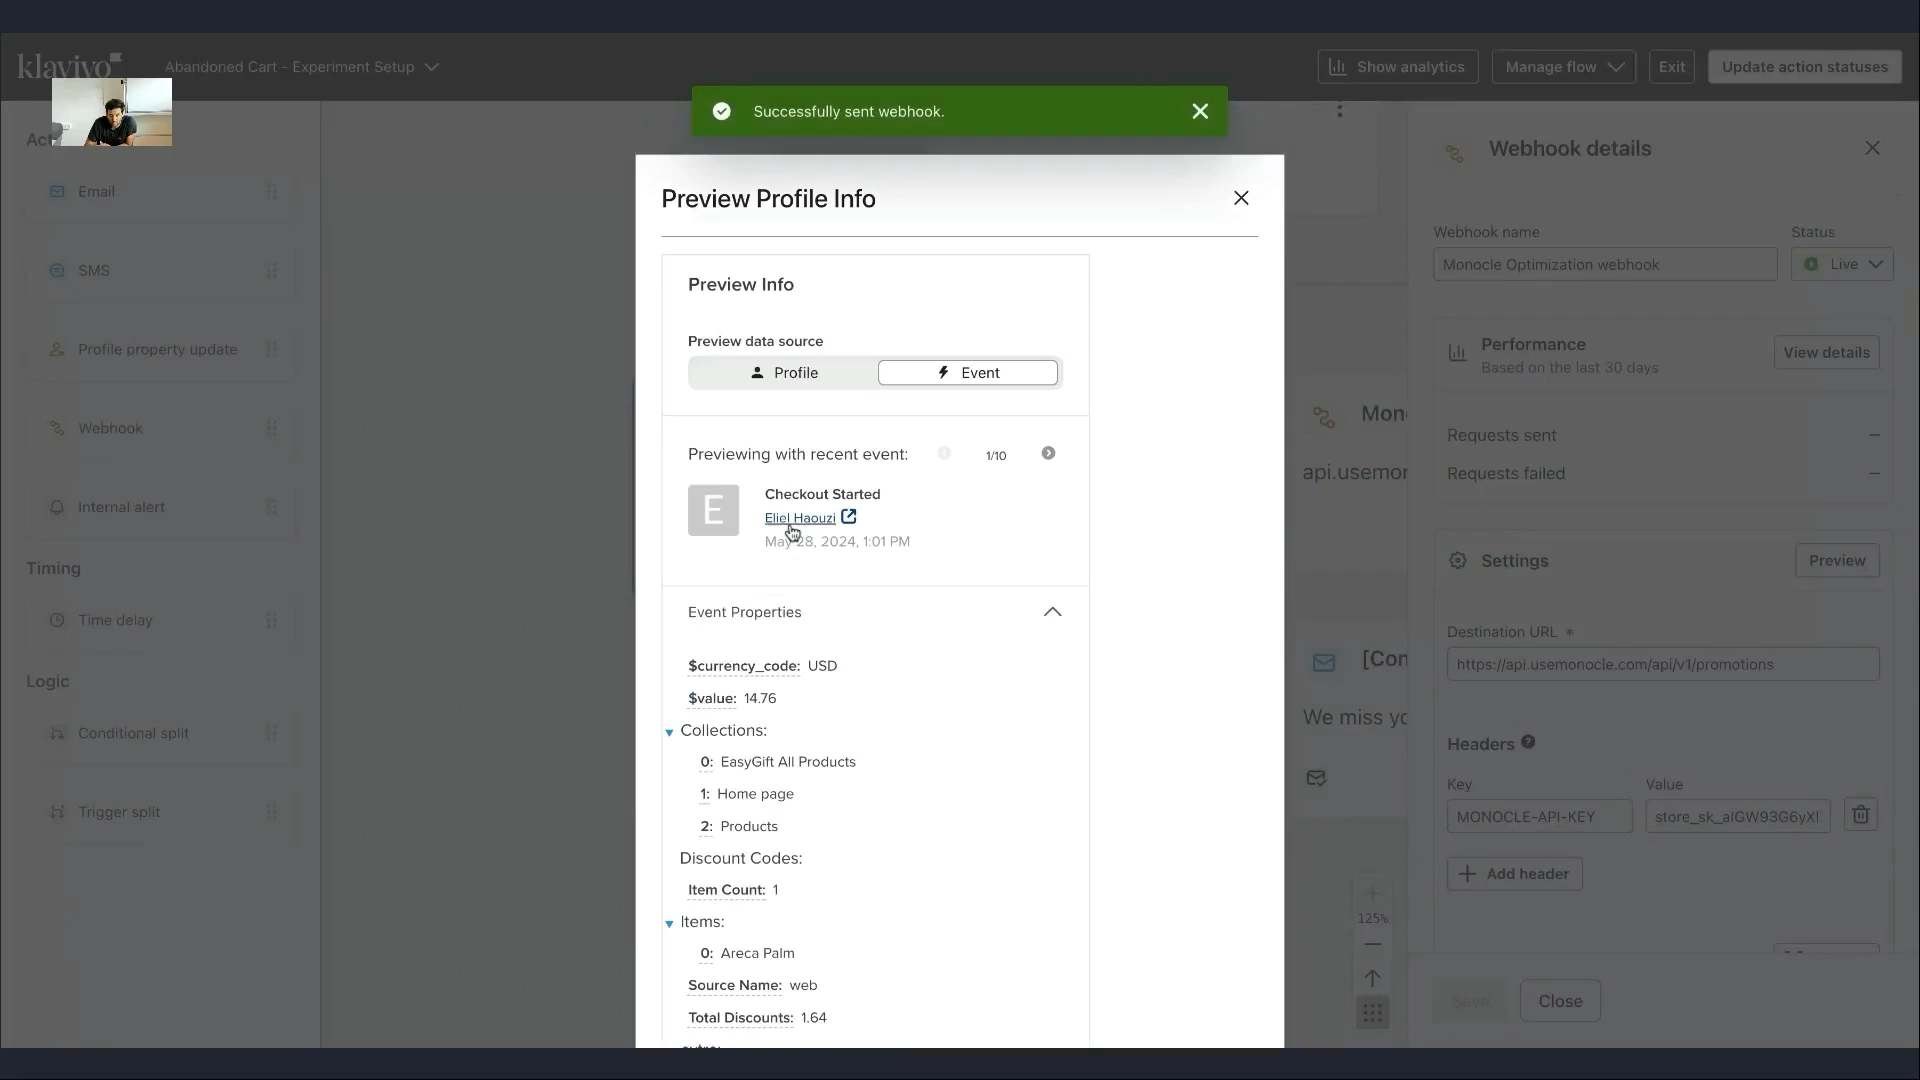 klaviyo
Abandoned Cart - Experiment Setup
Show analytics
Manage flow
Exit
Update action statuses
Successfully sent webhook.
Email
SMS
Profile property update
Webhook
Internal alert
Timing
Time delay
Logic
Conditional split
Trigger split
Preview Profile Info
Preview Info
Preview data source
Profile
Event
Previewing with recent event:
1/10
E
Checkout Started
Eliel Haouzi
May 28, 2024, 1:01 PM
Event Properties
$currency_code: USD
$value: 14.76
Collections:
0: EasyGift All Products
1: Home page
2: Products
Discount Codes:
Item Count: 1
Items:
0: Areca Palm
Source Name: web
Total Discounts: 1.64
Mon
api.usemor
[Con
We miss yo
125%
Webhook details
Webhook name
Status
Monocle Optimization webhook
Live
Performance
View details
Based on the last 30 days
Requests sent –
Requests failed –
Settings
Preview
Destination URL *
https://api.usemonocle.com/api/v1/promotions
Headers
Key
Value
MONOCLE-API-KEY
Add header
Save
Close